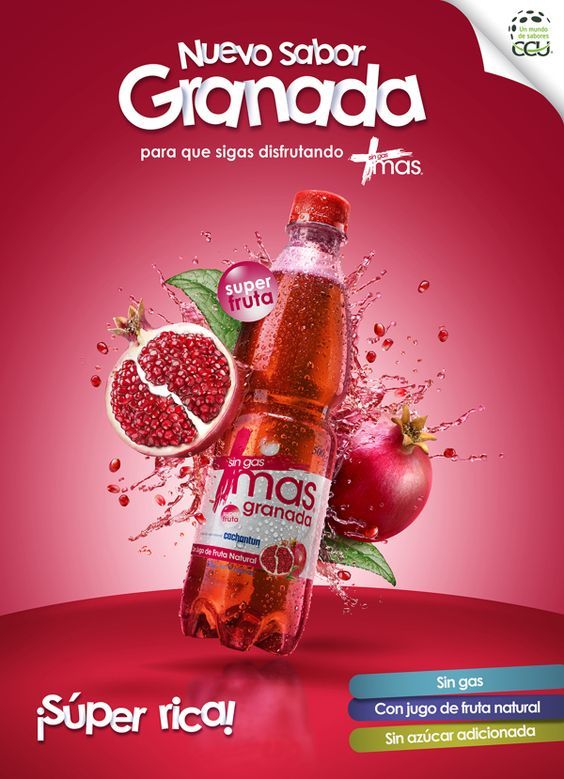 Un mundo
de sabores
CCU
Nuevo Sabor
Granada
para que sigas disfrutando
sin gas
mas
super
fruta
sin gas
mas
granada
fruta
cachantun
Con Jugo de Fruta Natural
¡Súper rica!
Sin gas
Con jugo de fruta natural
Sin azúcar adicionada